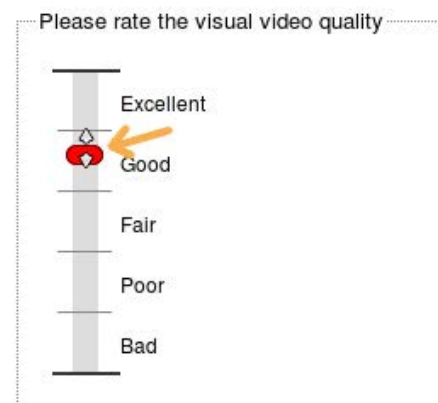 Please rate the visual video quality
Excellent
Good
Fair
Poor
Bad